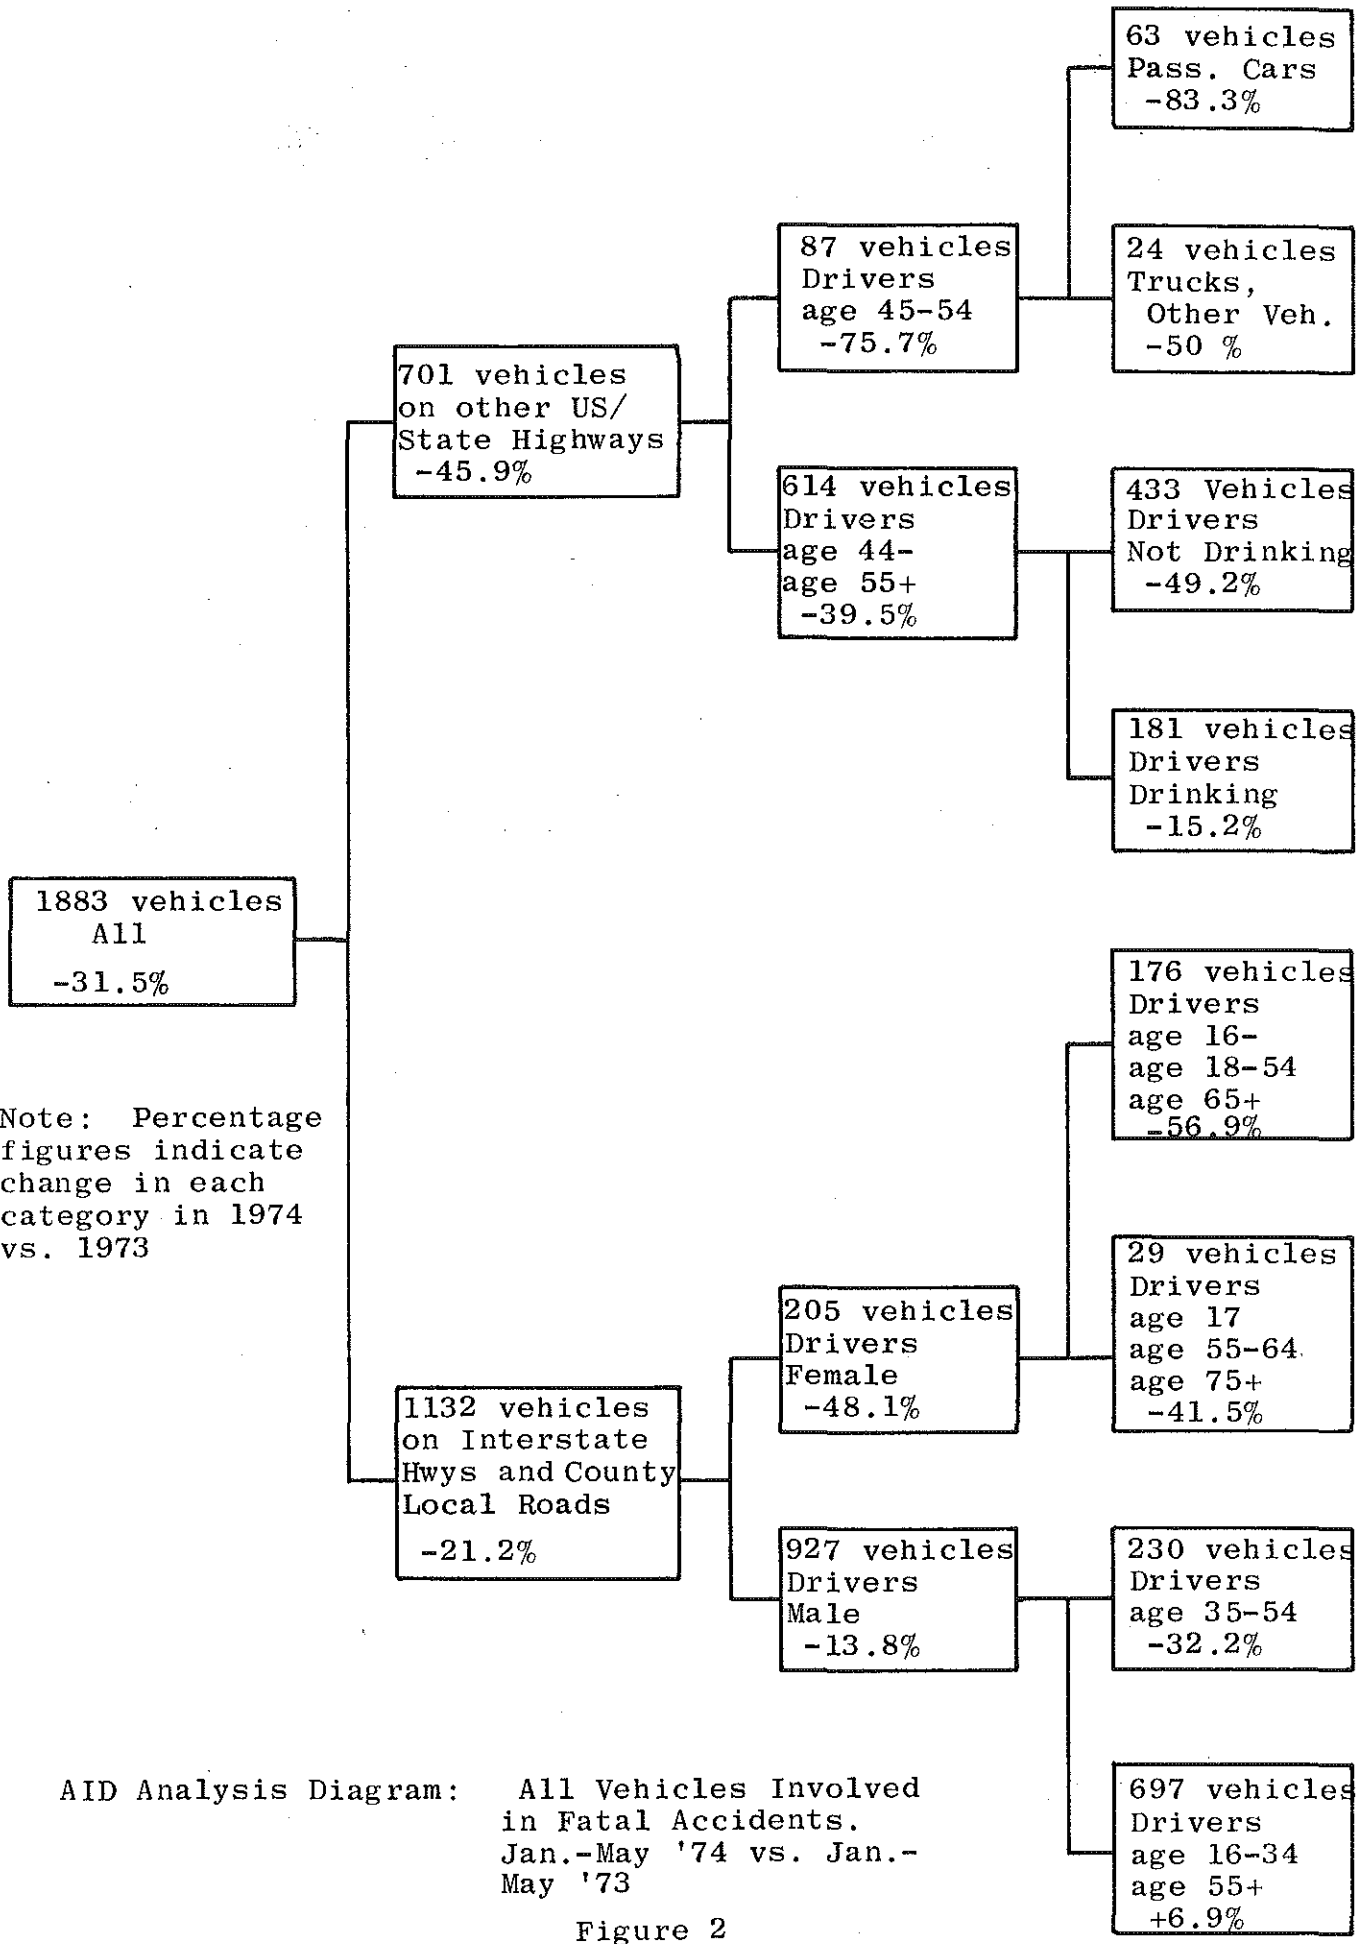 63 vehicles
Pass. Cars
-83.3%
87 vehicles
Drivers
age 45-54
-75.7%
24 vehicles
Trucks,
Other Veh.
-50 %
701 vehicles
on other US/
State Highways
-45.9%
614 vehicles
Drivers
age 44-
age 55+
-39.5%
433 Vehicles
Drivers
Not Drinking
-49.2%
181 vehicles
Drivers
Drinking
-15.2%
1883 vehicles
All
-31.5%
176 vehicles
Drivers
age 16-
age 18-54
age 65+
-56.9%
Note: Percentage
figures indicate
change in each
category in 1974
vs. 1973
29 vehicles
Drivers
age 17
age 55-64
age 75+
-41.5%
205 vehicles
Drivers
Female
-48.1%
1132 vehicles
on Interstate
Hwys and County
Local Roads
-21.2%
927 vehicles
Drivers
Male
-13.8%
230 vehicles
Drivers
age 35-54
-32.2%
697 vehicles
Drivers
age 16-34
age 55+
+6.9%
AID Analysis Diagram: All Vehicles Involved
in Fatal Accidents.
Jan.-May '74 vs. Jan.-
May '73
Figure 2